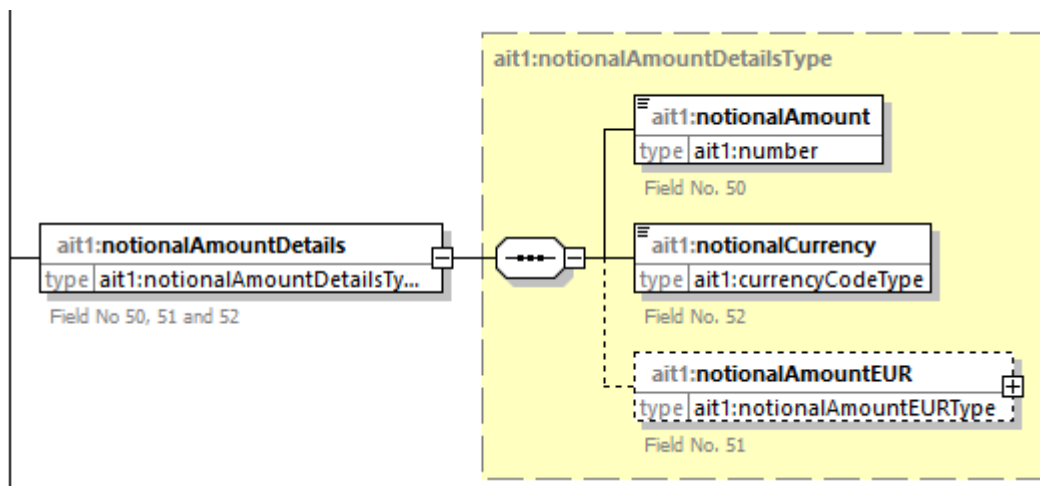 ait1:notionalAmountDetailsType
ait1:notionalAmount
type ait1:number
Field No. 50
ait1:notionalAmountDetails
type ait1:notionalAmountDetailsTy...
Field No 50, 51 and 52
ait1:notionalCurrency
type ait1:currencyCodeType
Field No. 52
ait1:notionalAmountEUR
type ait1:notionalAmountEURType
Field No. 51